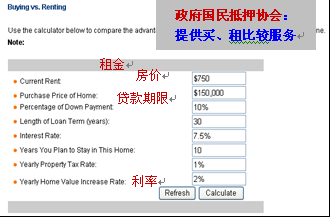 Buying vs. Renting
政府国民抵押协会：
提供买、租比较服务
Use the calculator below to compare the advanta
ne.
Note:
租金
Current Rent: $750
房价
Purchase Price of Home: $150,000
贷款期限
Percentage of Down Payment: 10%
Length of Loan Term (years): 30
Interest Rate: 7.5%
Years You Plan to Stay in This Home: 10
Yearly Property Tax Rate: 1%
利率
Yearly Home Value Increase Rate: 2%
Refresh Calculate